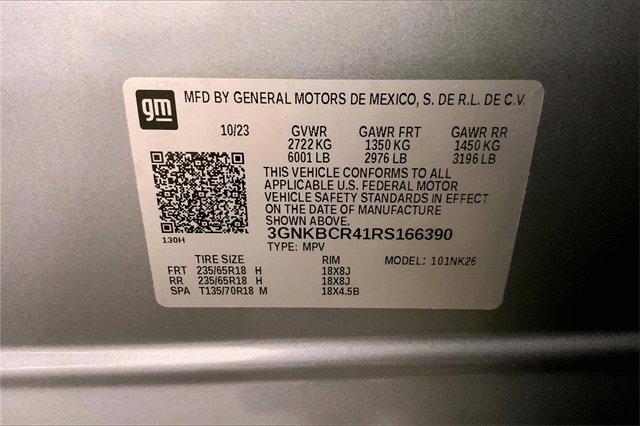 gm MFD BY GENERAL MOTORS DE MEXICO, S. DE R.L. DE C.V.
10/23 GVWR GAWR FRT GAWR RR
2722 KG 1350 KG 1450 KG
6001 LB 2976 LB 3196 LB
THIS VEHICLE CONFORMS TO ALL
APPLICABLE U.S. FEDERAL MOTOR
VEHICLE SAFETY STANDARDS IN EFFECT
ON THE DATE OF MANUFACTURE
SHOWN ABOVE.
130H
3GNKBCR41RS166390
TYPE: MPV
TIRE SIZE RIM MODEL: 101NK26
FRT 235/65R18 H 18X8J
RR 235/65R18 H 18X8J
SPA T135/70R18 M 18X4.5B